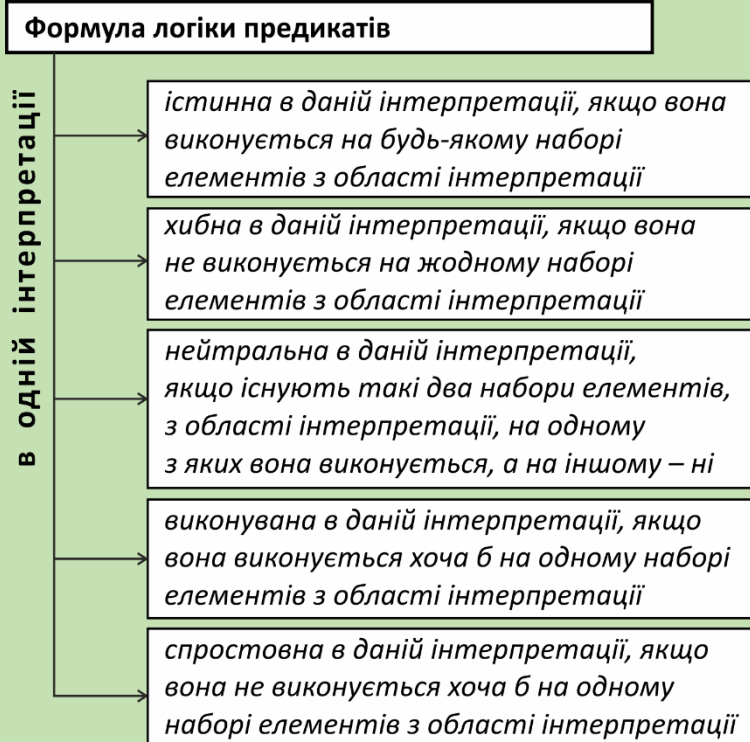 Формула логіки предикатів
в одній інтерпретації
істинна в даній інтерпретації, якщо вона
виконується на будь-якому наборі
елементів з області інтерпретації
хибна в даній інтерпретації, якщо вона
не виконується на жодному наборі
елементів з області інтерпретації
нейтральна в даній інтерпретації,
якщо існують такі два набори елементів,
з області інтерпретації, на одному
з яких вона виконується, а на іншому – ні
виконувана в даній інтерпретації, якщо
вона виконується хоча б на одному наборі
елементів з області інтерпретації
спростовна в даній інтерпретації, якщо
вона не виконується хоча б на одному
наборі елементів з області інтерпретації